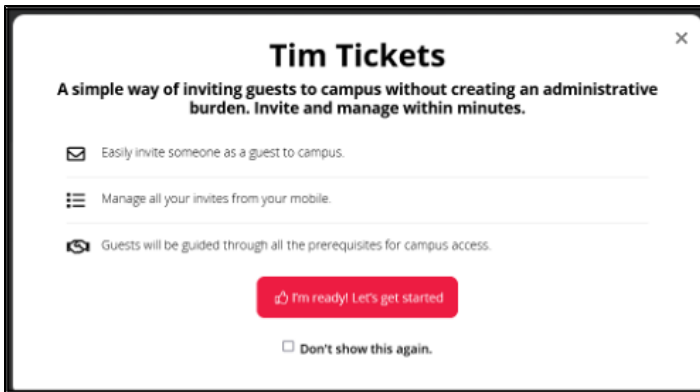 Tim Tickets
A simple way of inviting guests to campus without creating an administrative
burden. Invite and manage within minutes.
Easily invite someone as a guest to campus.
Manage all your invites from your mobile.
Guests will be guided through all the prerequisites for campus access.
I'm ready! Let's get started
Don't show this again.